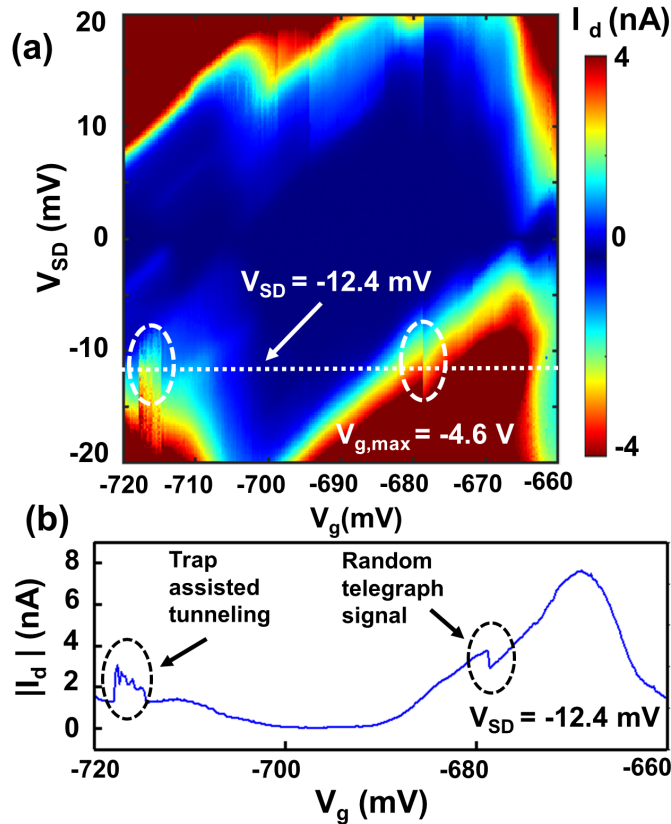 (a)
I d (nA)
20
10
0
-10
-20
V_SD (mV)
V_SD = -12.4 mV
V_g,max = -4.6 V
4
0
-4
-720
-710
-700
-690
-680
-670
-660
V_g(mV)
(b)
8
6
4
2
0
|I_d | (nA)
Trap
assisted
tunneling
Random
telegraph
signal
V_SD = -12.4 mV
-720
-700
-680
-660
V_g (mV)